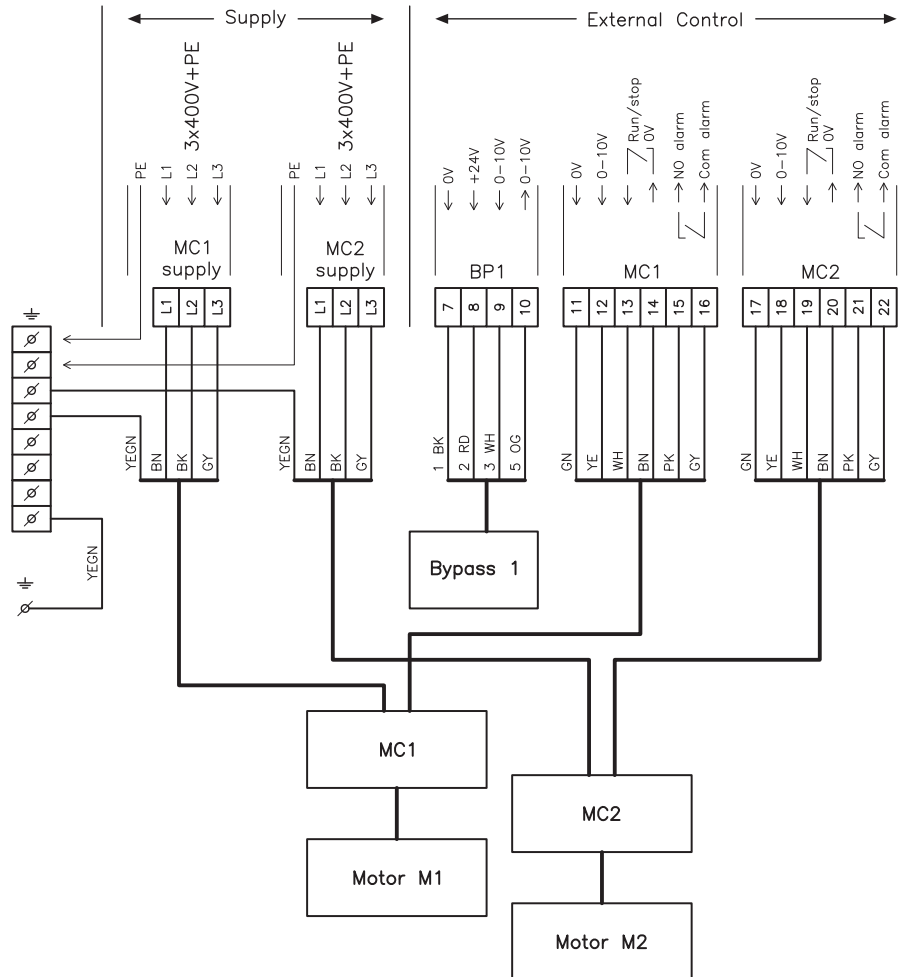 Supply
External Control
3x400V+PE
3x400V+PE
PE
L1
L2
L3
PE
L1
L2
L3
0V
+24V
0-10V
0-10V
0V
0-10V
Run/stop
0V
NO alarm
Com alarm
0V
0-10V
Run/stop
0V
NO alarm
Com alarm
MC1
supply
MC2
supply
BP1
MC1
MC2
L1
L2
L3
L1
L2
L3
7
8
9
10
11
12
13
14
15
16
17
18
19
20
21
22
YEGN
BN
BK
GY
YEGN
BN
BK
GY
1 BK
2 RD
3 WH
5 OG
GN
YE
WH
BN
PK
GY
GN
YE
WH
BN
PK
GY
YEGN
Bypass 1
MC1
MC2
Motor M1
Motor M2